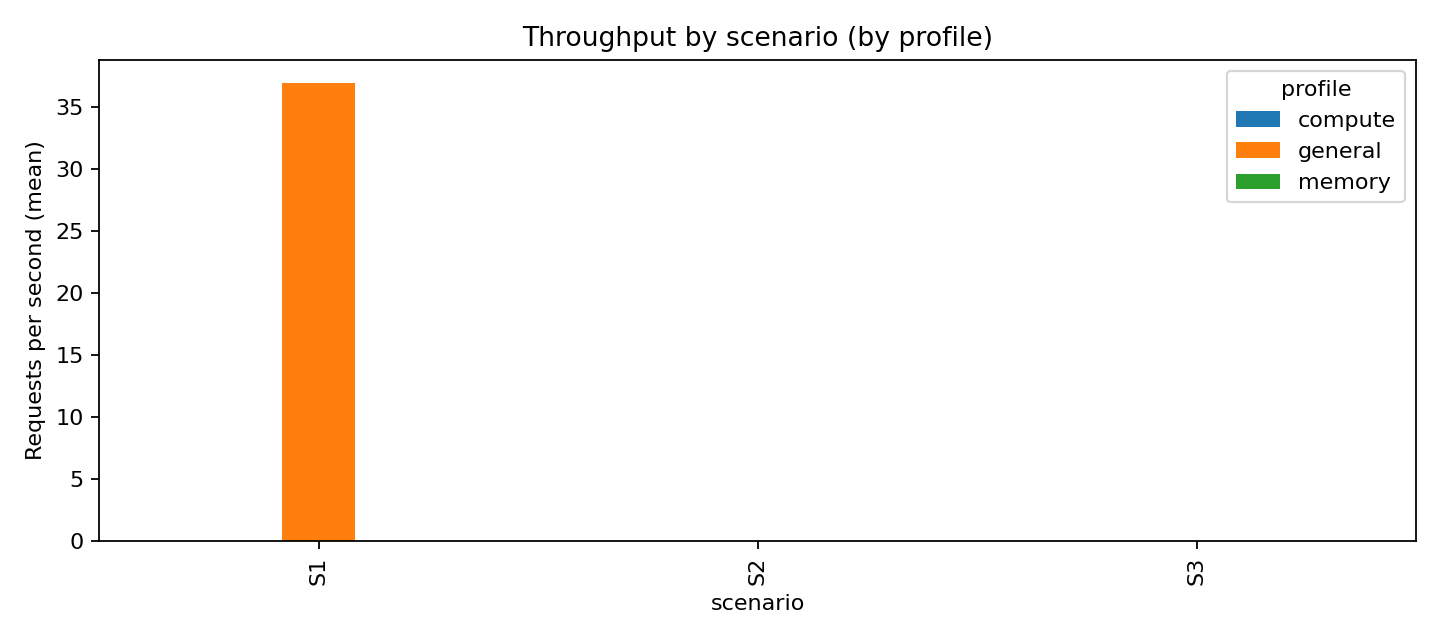 Throughput by scenario (by profile)
Requests per second (mean)
35
30
25
20
15
10
5
0
profile
compute
general
memory
S1
S2
S3
scenario